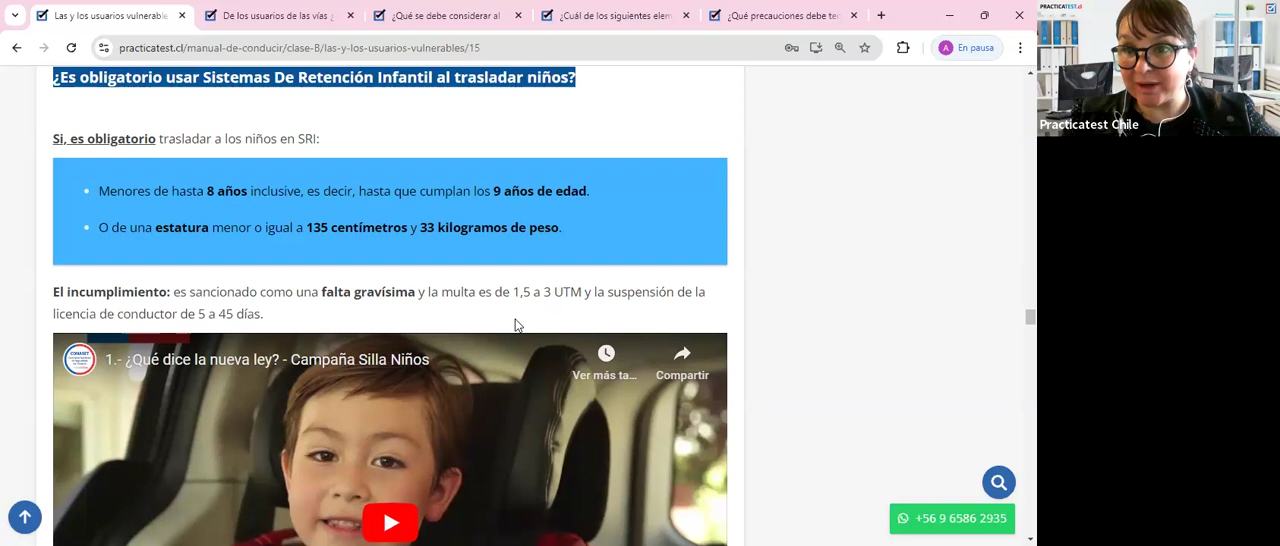 Las y los usuarios vulnerable
De los usuarios de las vías ¿
¿Qué se debe considerar al
¿Cuál de los siguientes elem
¿Qué precauciones debe ten
practicatest.cl/manual-de-conducir/clase-B/las-y-los-usuarios-vulnerables/15
A
En pausa
PRACTICATEST.cl
Practicatest Chile
¿Es obligatorio usar Sistemas De Retención Infantil al trasladar niños?
Si, es obligatorio trasladar a los niños en SRI:
Menores de hasta 8 años inclusive, es decir, hasta que cumplan los 9 años de edad.
O de una estatura menor o igual a 135 centímetros y 33 kilogramos de peso.
El incumplimiento: es sancionado como una falta gravísima y la multa es de 1,5 a 3 UTM y la suspensión de la
licencia de conductor de 5 a 45 días.
CONASET
1.- ¿Qué dice la nueva ley? - Campaña Silla Niños
Ver más ta...
Compartir
+56 9 6586 2935